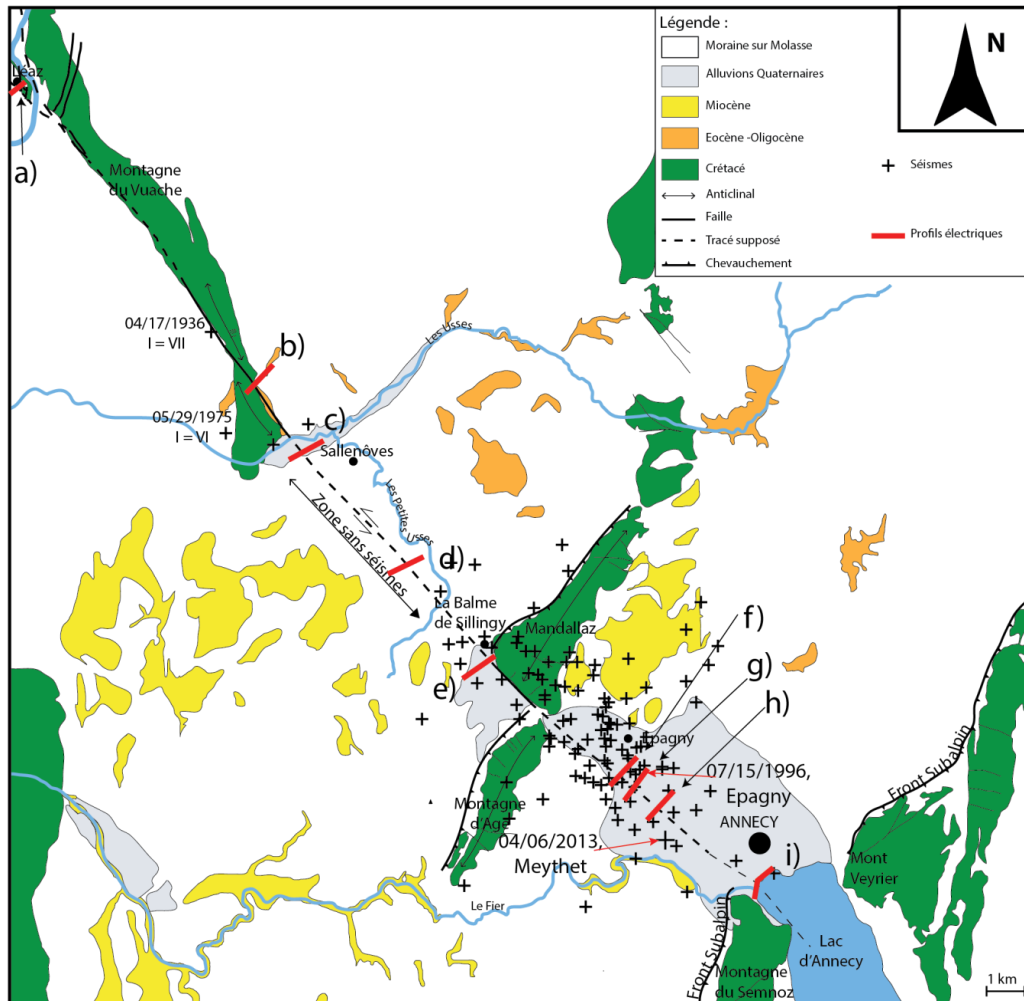 Légende :
Moraine sur Molasse
Alluvions Quaternaires
Miocène
Eocène -Oligocène
Crétacé
Anticlinal
Faille
Tracé supposé
Chevauchement
Séismes
Profils électriques
N
Léaz
a)
Montagne
du Vuache
04/17/1936
I = VII
b)
Les Usses
05/29/1975
I = VI
c)
Sallenôves
Les Petites Usses
Zone sans séismes
d)
La Balme
de Sillingy
Mandallaz
f)
e)
g)
h)
Epagny
07/15/1996,
Epagny
Front Subalpin
Montagne
d'Age
ANNECY
04/06/2013,
Meythet
i)
Mont
Veyrier
Le Fier
Front Subalpin
Lac
d'Annecy
Montagne
du Semnoz
1 km